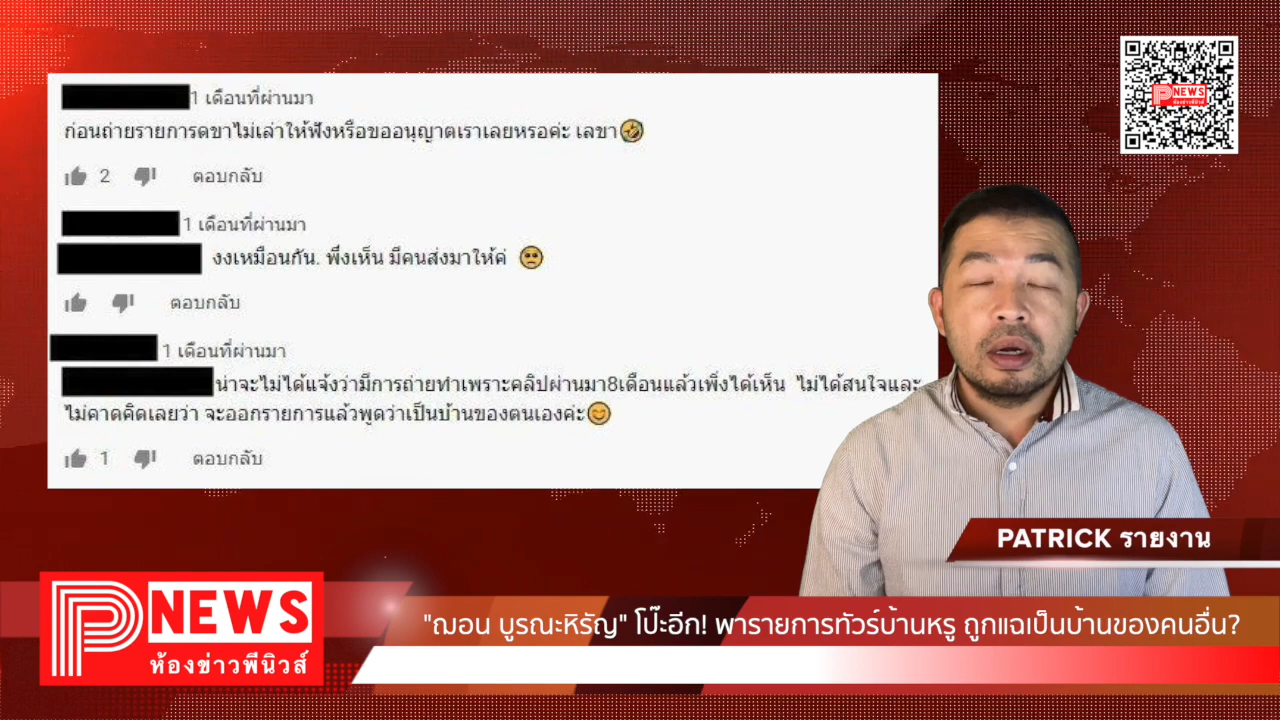 1 เดือนที่ผ่านมา
ก่อนถ่ายรายการดขาไม่เล่าให้ฟังหรือขออนุญาตเราเลยหรอค่ะ เลขา
2 ตอบกลับ
1 เดือนที่ผ่านมา
งงเหมือนกัน. พึ่งเห็น มีคนส่งมาให้ค่
ตอบกลับ
1 เดือนที่ผ่านมา
น่าจะไม่ได้แจ้งว่ามีการถ่ายทำเพราะคลิปผ่านมา8เดือนแล้วเพิ่งได้เห็น ไม่ได้สนใจและ
ไม่คาดคิดเลยว่า จะออกรายการแล้วพูดว่าเป็นบ้านของตนเองค่ะ
1 ตอบกลับ
P NEWS
ห้องข่าวพีนิวส์
PATRICK รายงาน
P NEWS
ห้องข่าวพีนิวส์
"ฌอน บูรณะหิรัญ" โป๊ะอีก! พารายการทัวร์บ้านหรู ถูกแฉเป็นบ้านของคนอื่น?